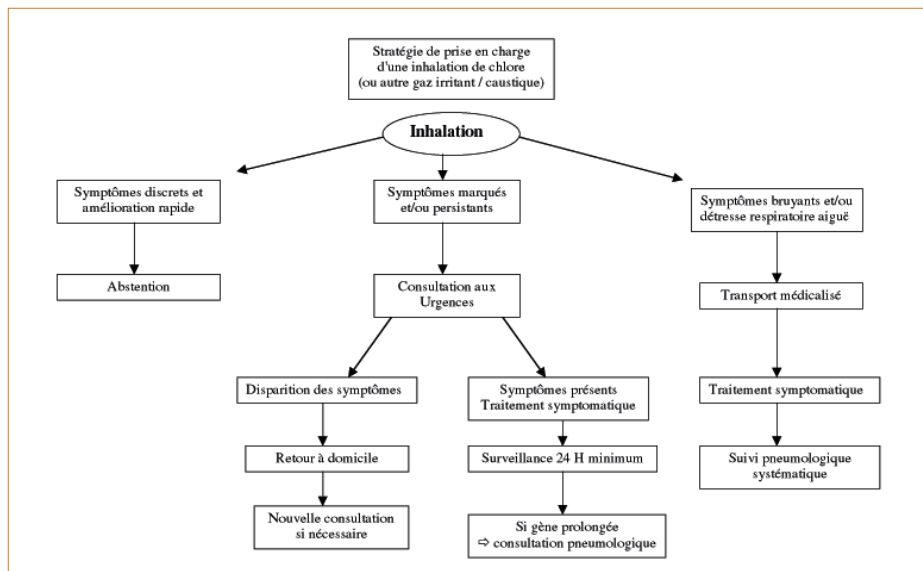 Stratégie de prise en charge
d'une inhalation de chlore
(ou autre gaz irritant / caustique)
Inhalation
Symptômes discrets et
amélioration rapide
Symptômes marqués
et/ou persistants
Symptômes bruyants et/ou
détresse respiratoire aiguë
Abstention
Consultation aux
Urgences
Transport médicalisé
Disparition des symptômes
Symptômes présents
Traitement symptomatique
Traitement symptomatique
Retour à domicile
Surveillance 24 H minimum
Suivi pneumologique
systématique
Nouvelle consultation
si nécessaire
Si gène prolongée
⇨ consultation pneumologique